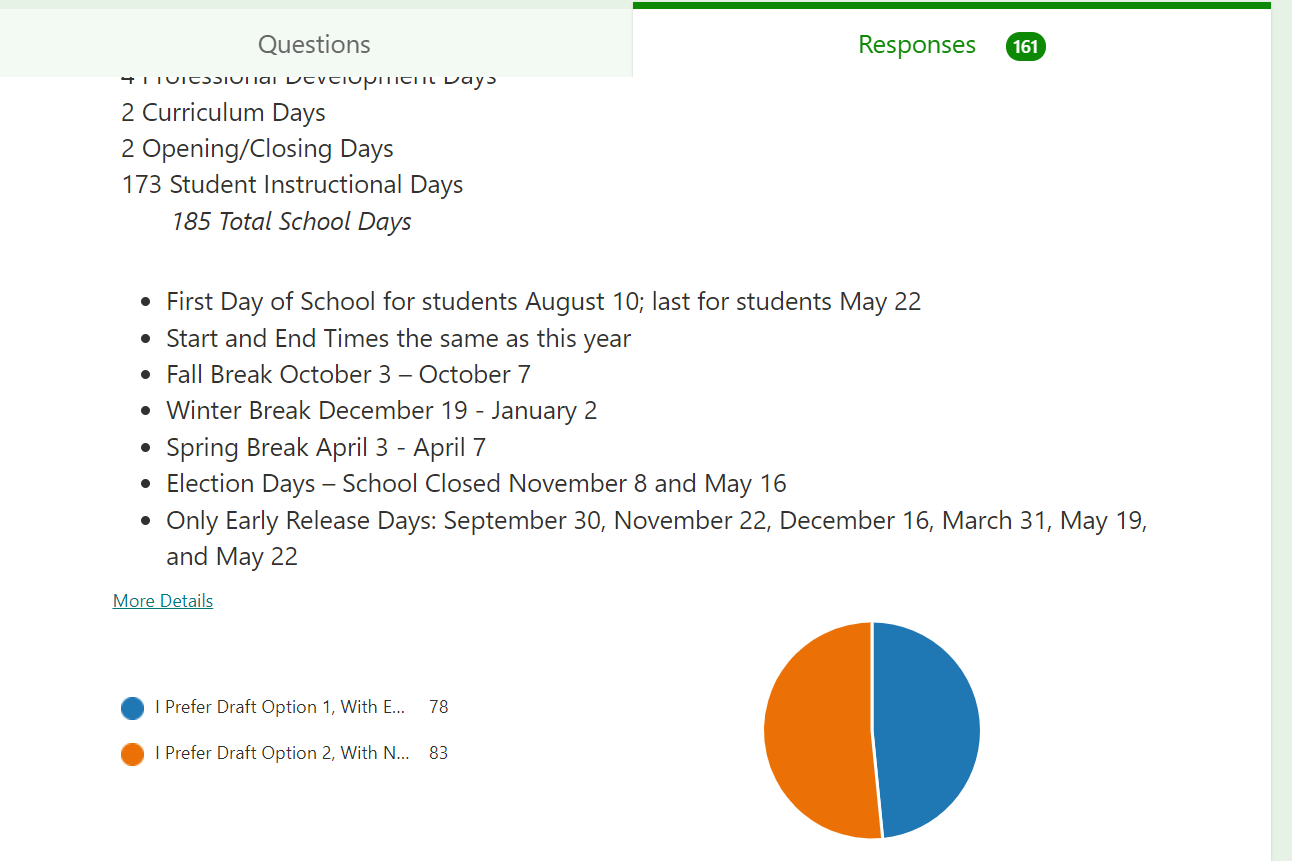 Questions
Responses 161
4 Professional Development Days
2 Curriculum Days
2 Opening/Closing Days
173 Student Instructional Days
185 Total School Days
• First Day of School for students August 10; last for students May 22
• Start and End Times the same as this year
• Fall Break October 3 – October 7
• Winter Break December 19 - January 2
• Spring Break April 3 - April 7
• Election Days – School Closed November 8 and May 16
• Only Early Release Days: September 30, November 22, December 16, March 31, May 19,
and May 22
More Details
I Prefer Draft Option 1, With E... 78
I Prefer Draft Option 2, With N... 83